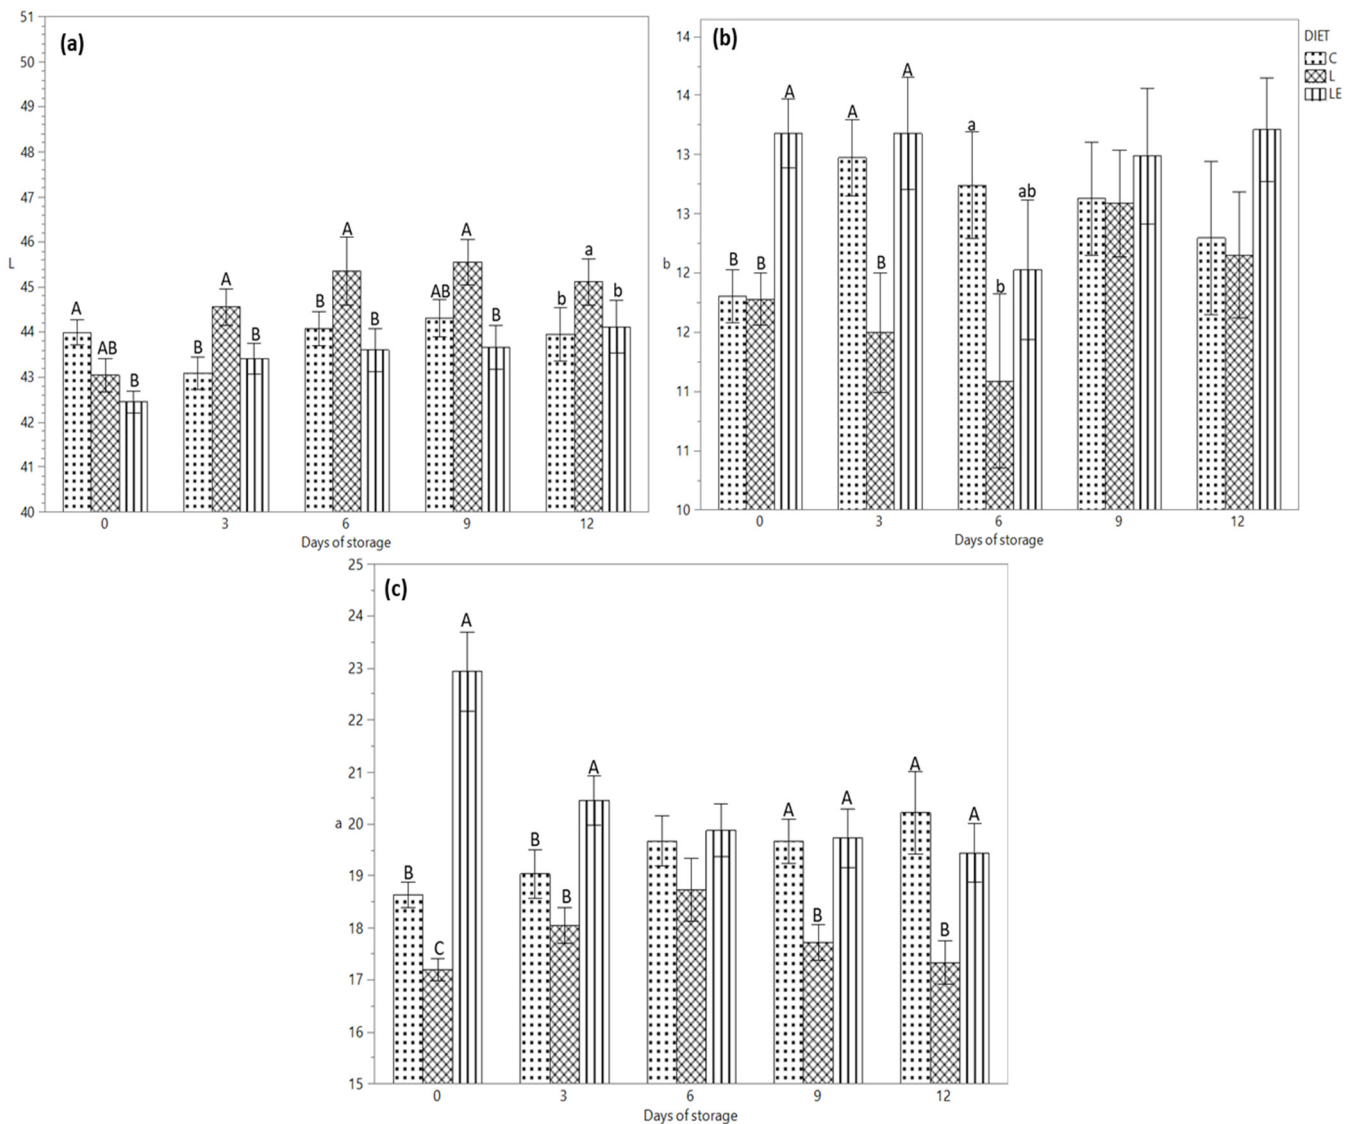 (a)
51
50
49
48
47
46
45
44
43
42
41
40
L
A
AB
B
B
A
B
B
A
B
AB
A
B
b
a
b
0 3 6 9 12
Days of storage
(b)
14
14
13
13
12
12
11
11
10
b
B
B
A
A
B
A
a
b
ab
0 3 6 9 12
Days of storage
DIET
C
L
LE
(c)
25
24
23
22
21
20
19
18
17
16
15
a
B
C
A
B
B
A
A
B
A
A
B
A
0 3 6 9 12
Days of storage